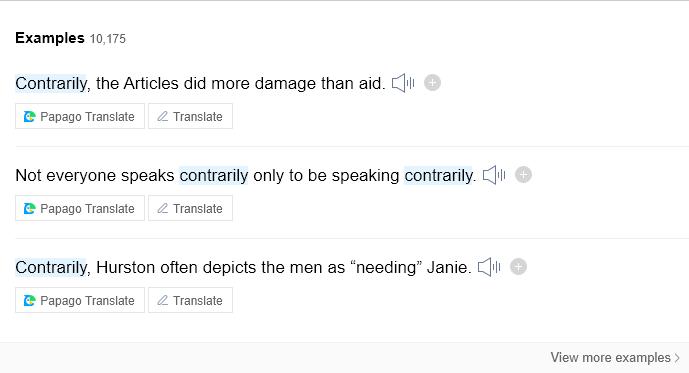 Examples 10,175
Contrarily, the Articles did more damage than aid.
Papago Translate Translate
Not everyone speaks contrarily only to be speaking contrarily.
Papago Translate Translate
Contrarily, Hurston often depicts the men as “needing” Janie.
Papago Translate Translate
View more examples